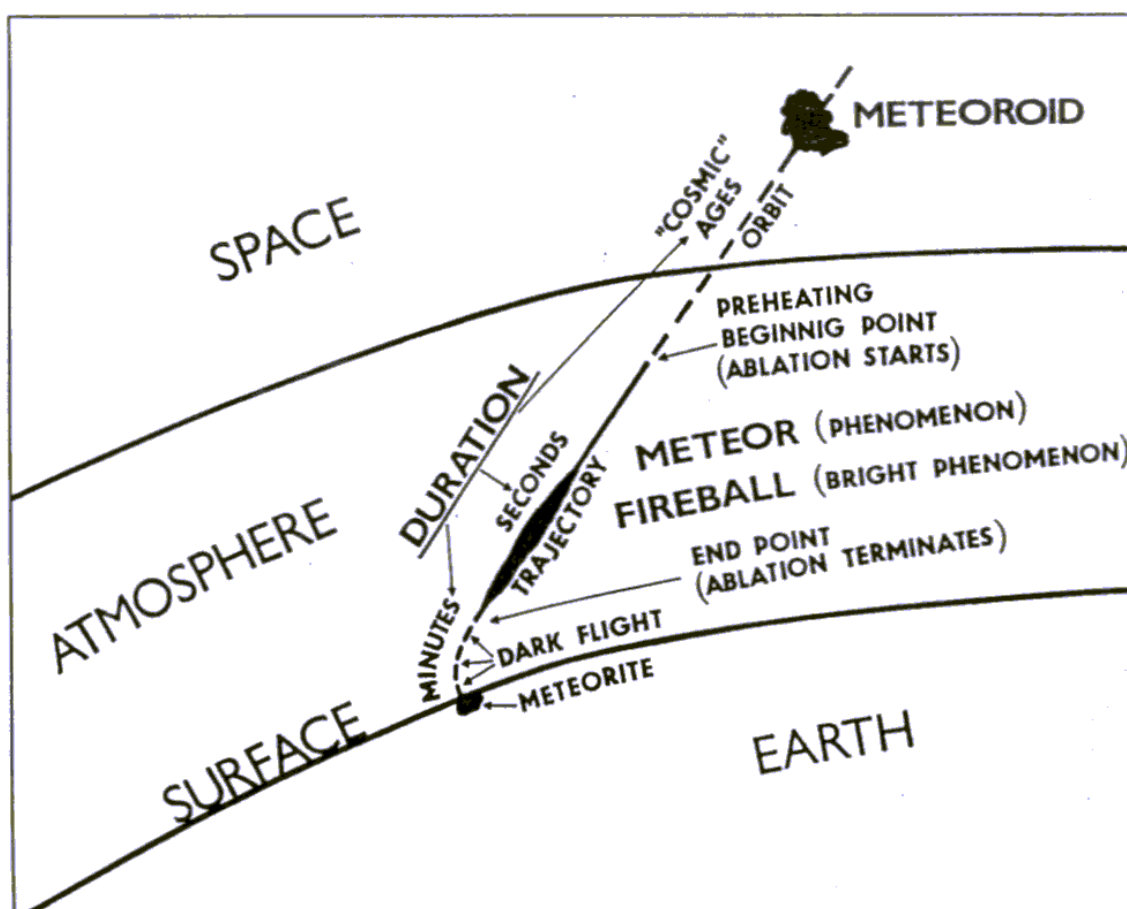 METEOROID
"COSMIC"
AGES
ORBIT
SPACE
PREHEATING
BEGINNIG POINT
(ABLATION STARTS)
DURATION
SECONDS
TRAJECTORY
METEOR (PHENOMENON)
FIREBALL (BRIGHT PHENOMENON)
ATMOSPHERE
END POINT
(ABLATION TERMINATES)
MINUTES
DARK FLIGHT
METEORITE
SURFACE
EARTH